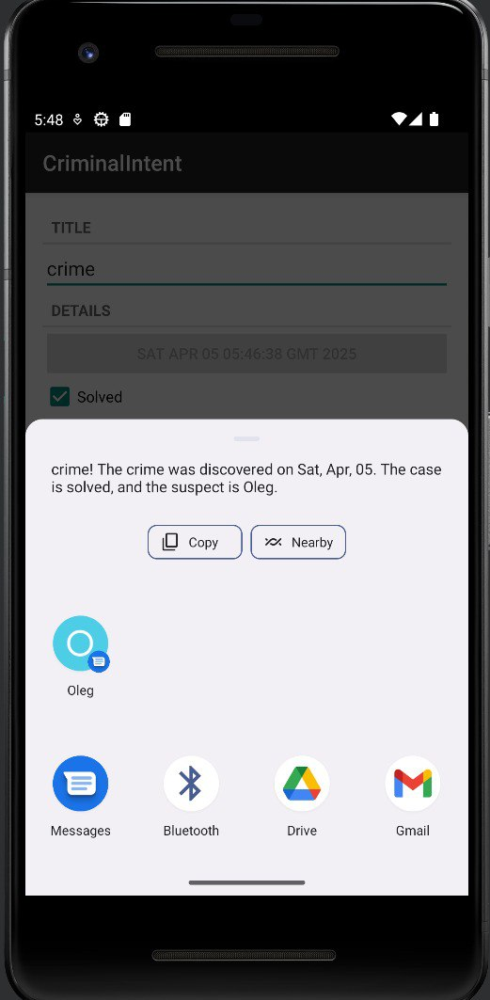 5:48
CriminalIntent
TITLE
crime
DETAILS
SAT APR 05 05:46:38 GMT 2025
Solved
crime! The crime was discovered on Sat, Apr, 05. The case
is solved, and the suspect is Oleg.
Copy
Nearby
O
Oleg
Messages
Bluetooth
Drive
Gmail